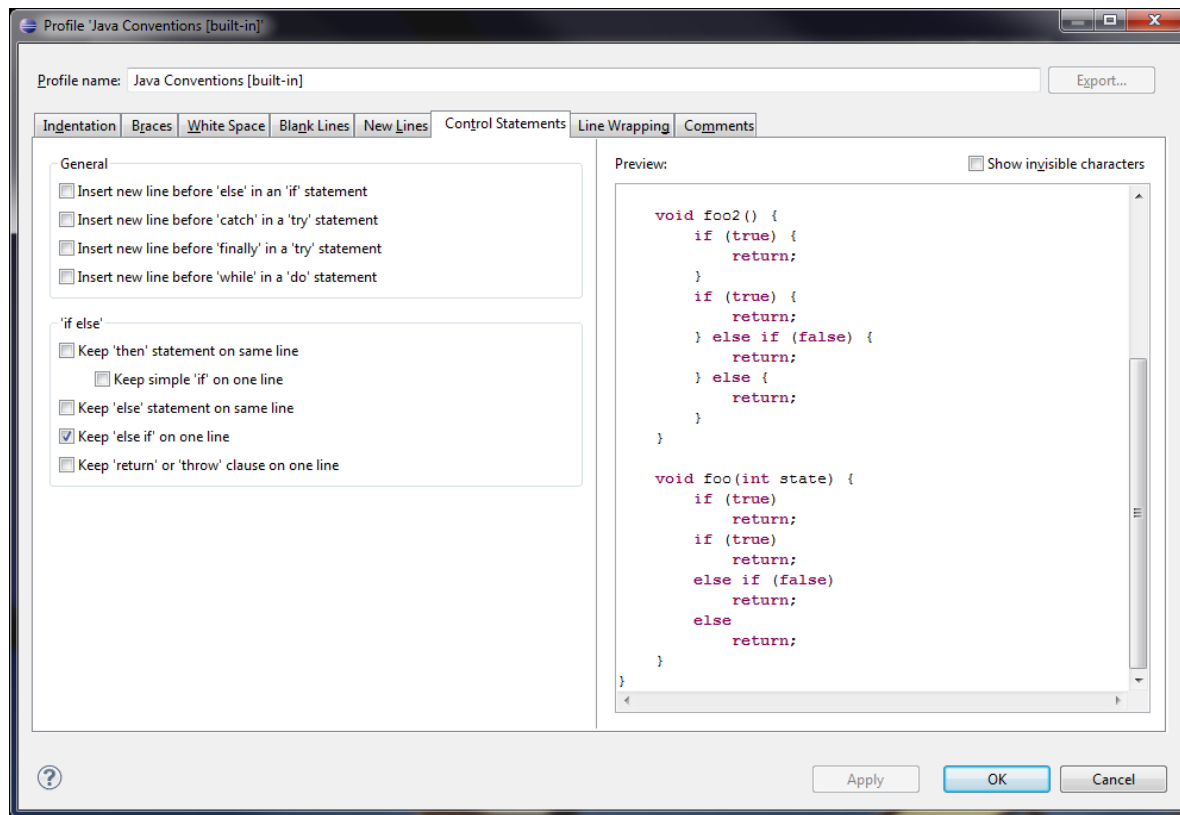 Profile 'Java Conventions [built-in]'
Profile name: Java Conventions [built-in] Export...
Indentation Braces White Space Blank Lines New Lines Control Statements Line Wrapping Comments
General
Insert new line before 'else' in an 'if' statement
Insert new line before 'catch' in a 'try' statement
Insert new line before 'finally' in a 'try' statement
Insert new line before 'while' in a 'do' statement
'if else'
Keep 'then' statement on same line
Keep simple 'if' on one line
Keep 'else' statement on same line
Keep 'else if' on one line
Keep 'return' or 'throw' clause on one line
Preview: Show invisible characters
void foo2() {
if (true) {
return;
}
if (true) {
return;
} else if (false) {
return;
} else {
return;
}
}
void foo(int state) {
if (true)
return;
if (true)
return;
else if (false)
return;
else
return;
}
}
? Apply OK Cancel